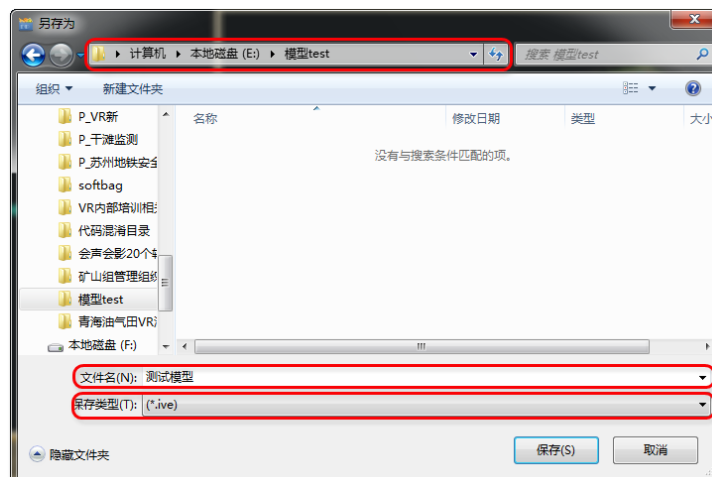 另存为
计算机 本地磁盘 (E:) 模型test
搜索 模型test
组织 新建文件夹
名称 修改日期 类型 大小
没有与搜索条件匹配的项。
P_VR新
P_干滩监测
P_苏州地铁安全
softbag
VR内部培训相
代码混淆目录
会声会影20个
矿山组管理组织
模型test
青海油气田VR
本地磁盘 (F:)
文件名(N): 测试模型
保存类型(T): (*.ive)
隐藏文件夹
保存(S) 取消